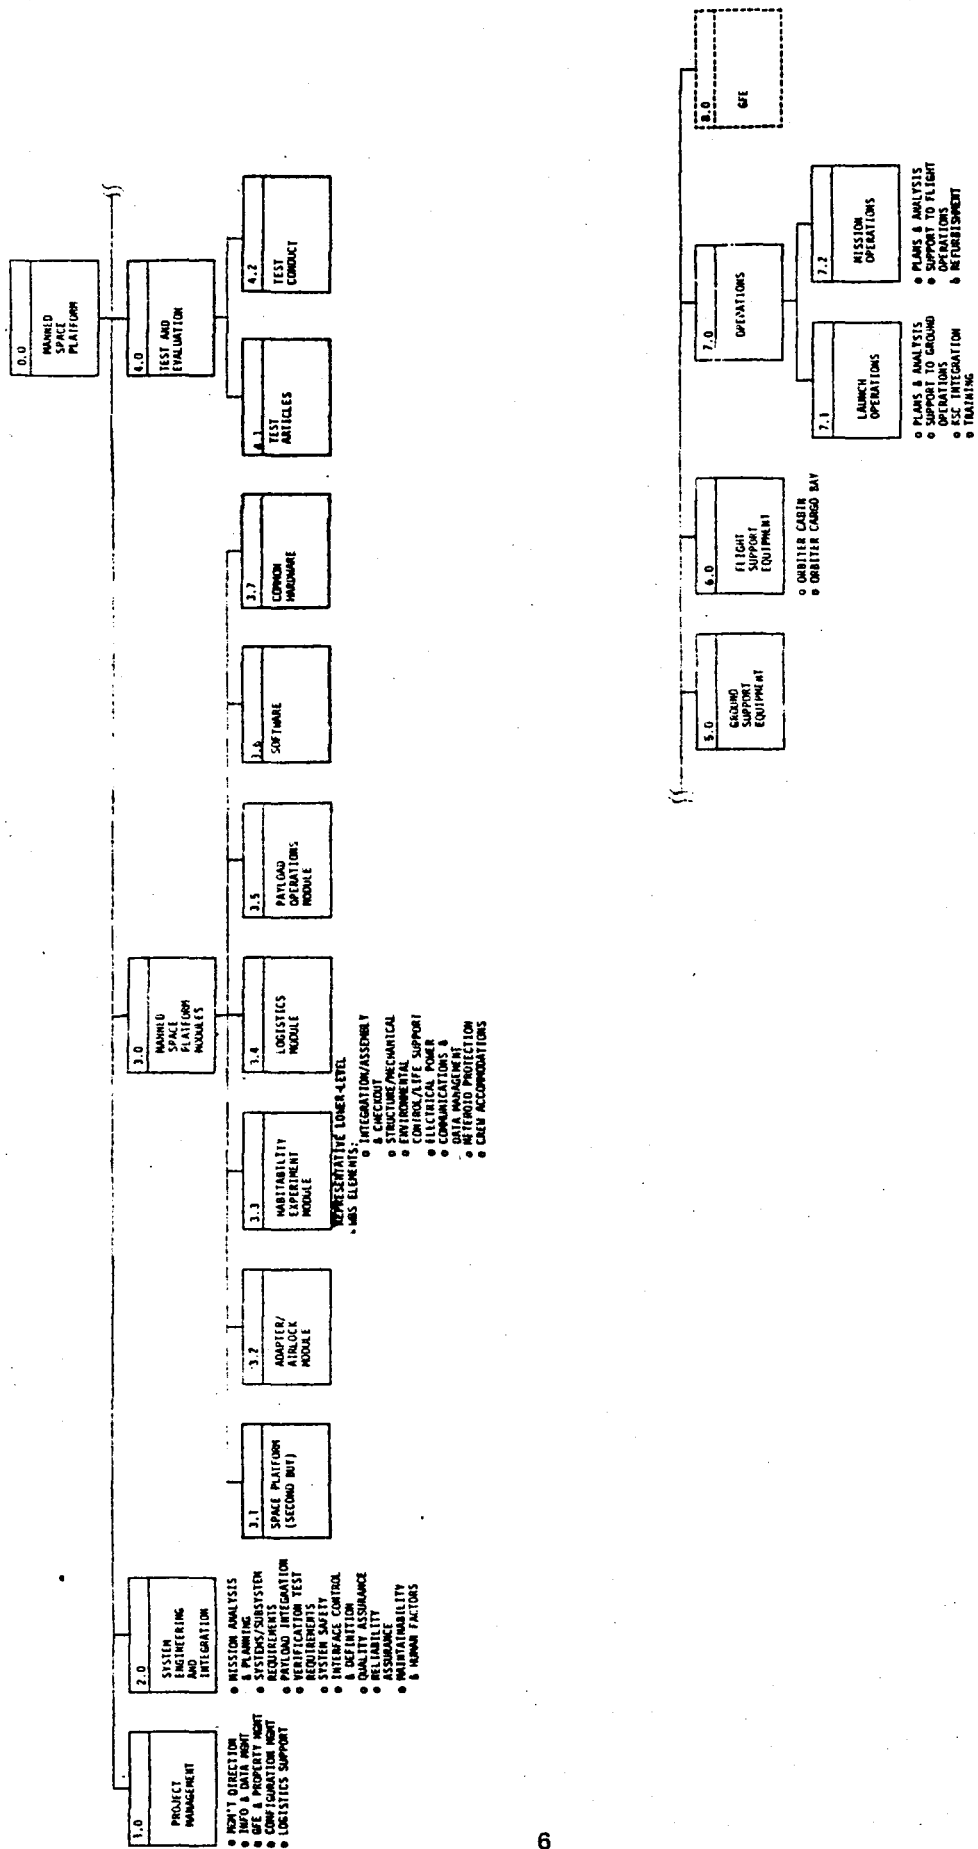 0.0
MANNED
SPACE
PLATFORM
1.0
PROJECT
MANAGEMENT
● MGM'T DIRECTION
● INFO & DATA MGMT
● GFE & PROPERTY MGMT
● CONFIGURATION MGMT
● LOGISTICS SUPPORT
2.0
SYSTEM
ENGINEERING
AND
INTEGRATION
● MISSION ANALYSIS
& PLANNING
● SYSTEMS/SUBSYSTEM
REQUIREMENTS
● PAYLOAD INTEGRATION
● VERIFICATION TEST
REQUIREMENTS
● SYSTEM SAFETY
● INTERFACE CONTROL
& DEFINITION
● QUALITY ASSURANCE
● RELIABILITY
ASSURANCE
● MAINTAINABILITY
& HUMAN FACTORS
3.0
MANNED
SPACE
PLATFORM
MODULES
3.1
SPACE PLATFORM
(SECOND BUY)
3.2
ADAPTER/
AIRLOCK
MODULE
3.3
HABITABILITY
EXPERIMENT
MODULE
REPRESENTATIVE LOWER-LEVEL
WBS ELEMENTS:
● INTEGRATION/ASSEMBLY
& CHECKOUT
● STRUCTURE/MECHANICAL
● ENVIRONMENTAL
CONTROL/LIFE SUPPORT
● ELECTRICAL POWER
● COMMUNICATIONS &
DATA MANAGEMENT
● METEROID PROTECTION
● CREW ACCOMMODATIONS
3.4
LOGISTICS
MODULE
3.5
PAYLOAD
OPERATIONS
MODULE
3.6
SOFTWARE
3.7
COMMON
HARDWARE
4.0
TEST AND
EVALUATION
4.1
TEST
ARTICLES
4.2
TEST
CONDUCT
5.0
GROUND
SUPPORT
EQUIPMENT
6.0
FLIGHT
SUPPORT
EQUIPMENT
● ORBITER CABIN
● ORBITER CARGO BAY
7.0
OPERATIONS
7.1
LAUNCH
OPERATIONS
● PLANS & ANALYSIS
● SUPPORT TO GROUND
OPERATIONS
● KSC INTEGRATION
● TRAINING
7.2
MISSION
OPERATIONS
● PLANS & ANALYSIS
● SUPPORT TO FLIGHT
OPERATIONS
& REFURBISHMENT
8.0
GFE
6